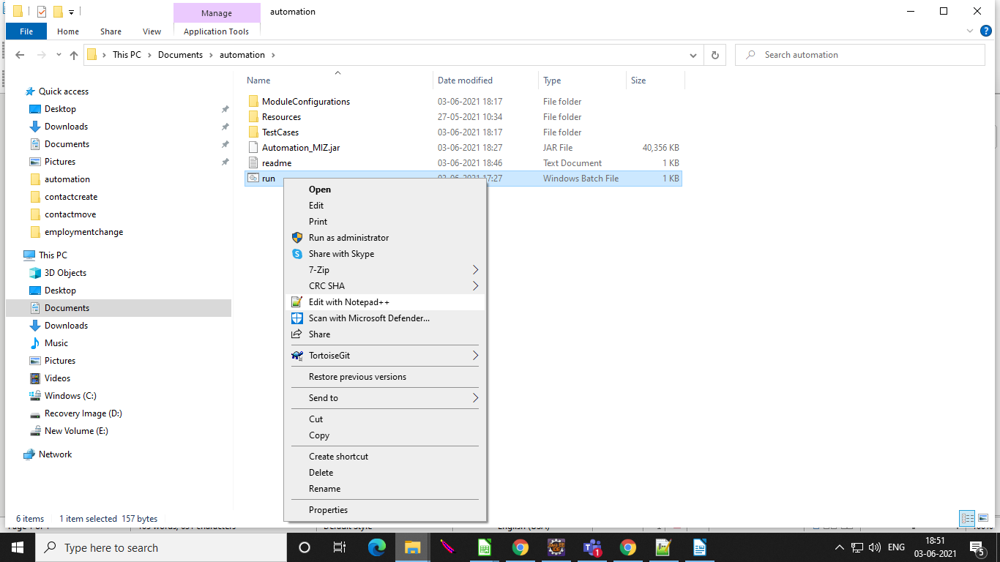 Manage
automation
File
Home
Share
View
Application Tools
This PC
Documents
automation
Search automation
Name
Date modified
Type
Size
Quick access
Desktop
Downloads
Documents
Pictures
automation
contactcreate
contactmove
employmentchange
This PC
3D Objects
Desktop
Documents
Downloads
Music
Pictures
Videos
Windows (C:)
Recovery Image (D:)
New Volume (E:)
Network
ModuleConfigurations 03-06-2021 18:17 File folder
Resources 27-05-2021 10:34 File folder
TestCases 03-06-2021 18:17 File folder
Automation_MIZ.jar 03-06-2021 18:27 JAR File 40,356 KB
readme 03-06-2021 18:46 Text Document 1 KB
run 03-06-2021 17:27 Windows Batch File 1 KB
Open
Edit
Print
Run as administrator
Share with Skype
7-Zip
CRC SHA
Edit with Notepad++
Scan with Microsoft Defender...
Share
TortoiseGit
Restore previous versions
Send to
Cut
Copy
Create shortcut
Delete
Rename
Properties
6 items 1 item selected 157 bytes
Default Style
English (USA)
Type here to search
1
ENG
18:51
03-06-2021
5